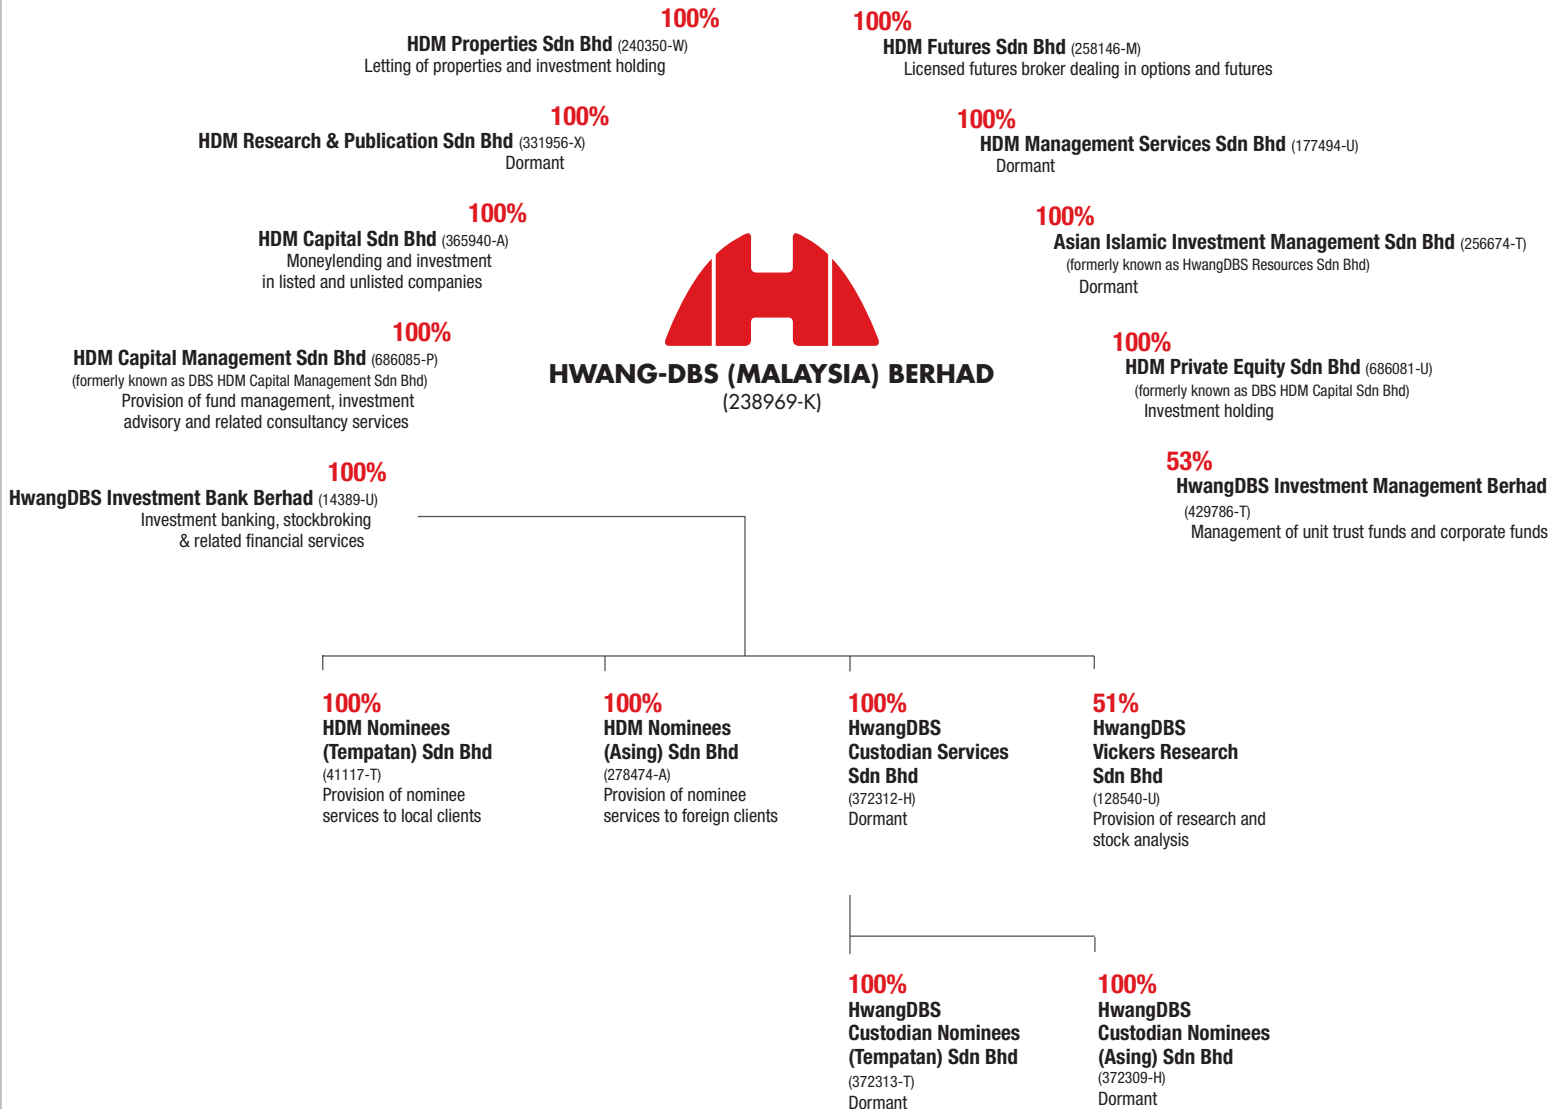 100%
HDM Properties Sdn Bhd (240350-W)
Letting of properties and investment holding
100%
HDM Research & Publication Sdn Bhd (331956-X)
Dormant
100%
HDM Capital Sdn Bhd (365940-A)
Moneylending and investment
in listed and unlisted companies
100%
HDM Capital Management Sdn Bhd (686085-P)
(formerly known as DBS HDM Capital Management Sdn Bhd)
Provision of fund management, investment
advisory and related consultancy services
100%
HwangDBS Investment Bank Berhad (14389-U)
Investment banking, stockbroking
& related financial services
HWANG-DBS (MALAYSIA) BERHAD
(238969-K)
100%
HDM Futures Sdn Bhd (258146-M)
Licensed futures broker dealing in options and futures
100%
HDM Management Services Sdn Bhd (177494-U)
Dormant
100%
Asian Islamic Investment Management Sdn Bhd (256674-T)
(formerly known as HwangDBS Resources Sdn Bhd)
Dormant
100%
HDM Private Equity Sdn Bhd (686081-U)
(formerly known as DBS HDM Capital Sdn Bhd)
Investment holding
53%
HwangDBS Investment Management Berhad
(429786-T)
Management of unit trust funds and corporate funds
100%
HDM Nominees
(Tempatan) Sdn Bhd
(41117-T)
Provision of nominee
services to local clients
100%
HDM Nominees
(Asing) Sdn Bhd
(278474-A)
Provision of nominee
services to foreign clients
100%
HwangDBS
Custodian Services
Sdn Bhd
(372312-H)
Dormant
51%
HwangDBS
Vickers Research
Sdn Bhd
(128540-U)
Provision of research and
stock analysis
100%
HwangDBS
Custodian Nominees
(Tempatan) Sdn Bhd
(372313-T)
Dormant
100%
HwangDBS
Custodian Nominees
(Asing) Sdn Bhd
(372309-H)
Dormant